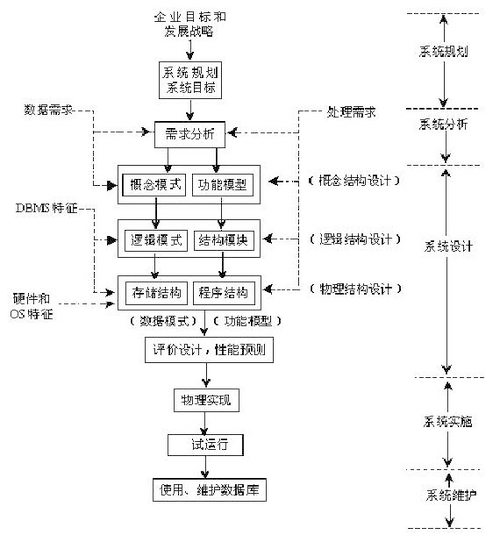 企业目标和
发展战略
系统规划
系统规划
系统目标
数据需求
处理需求
系统分析
需求分析
概念模式
功能模型
(概念结构设计)
DBMS特征
逻辑模式
结构模块
(逻辑结构设计)
系统设计
存储结构
程序结构
(物理结构设计)
硬件和
OS特征
(数据模式)
(功能模型)
评价设计,性能预测
物理实现
系统实施
试运行
使用、维护数据库
系统维护